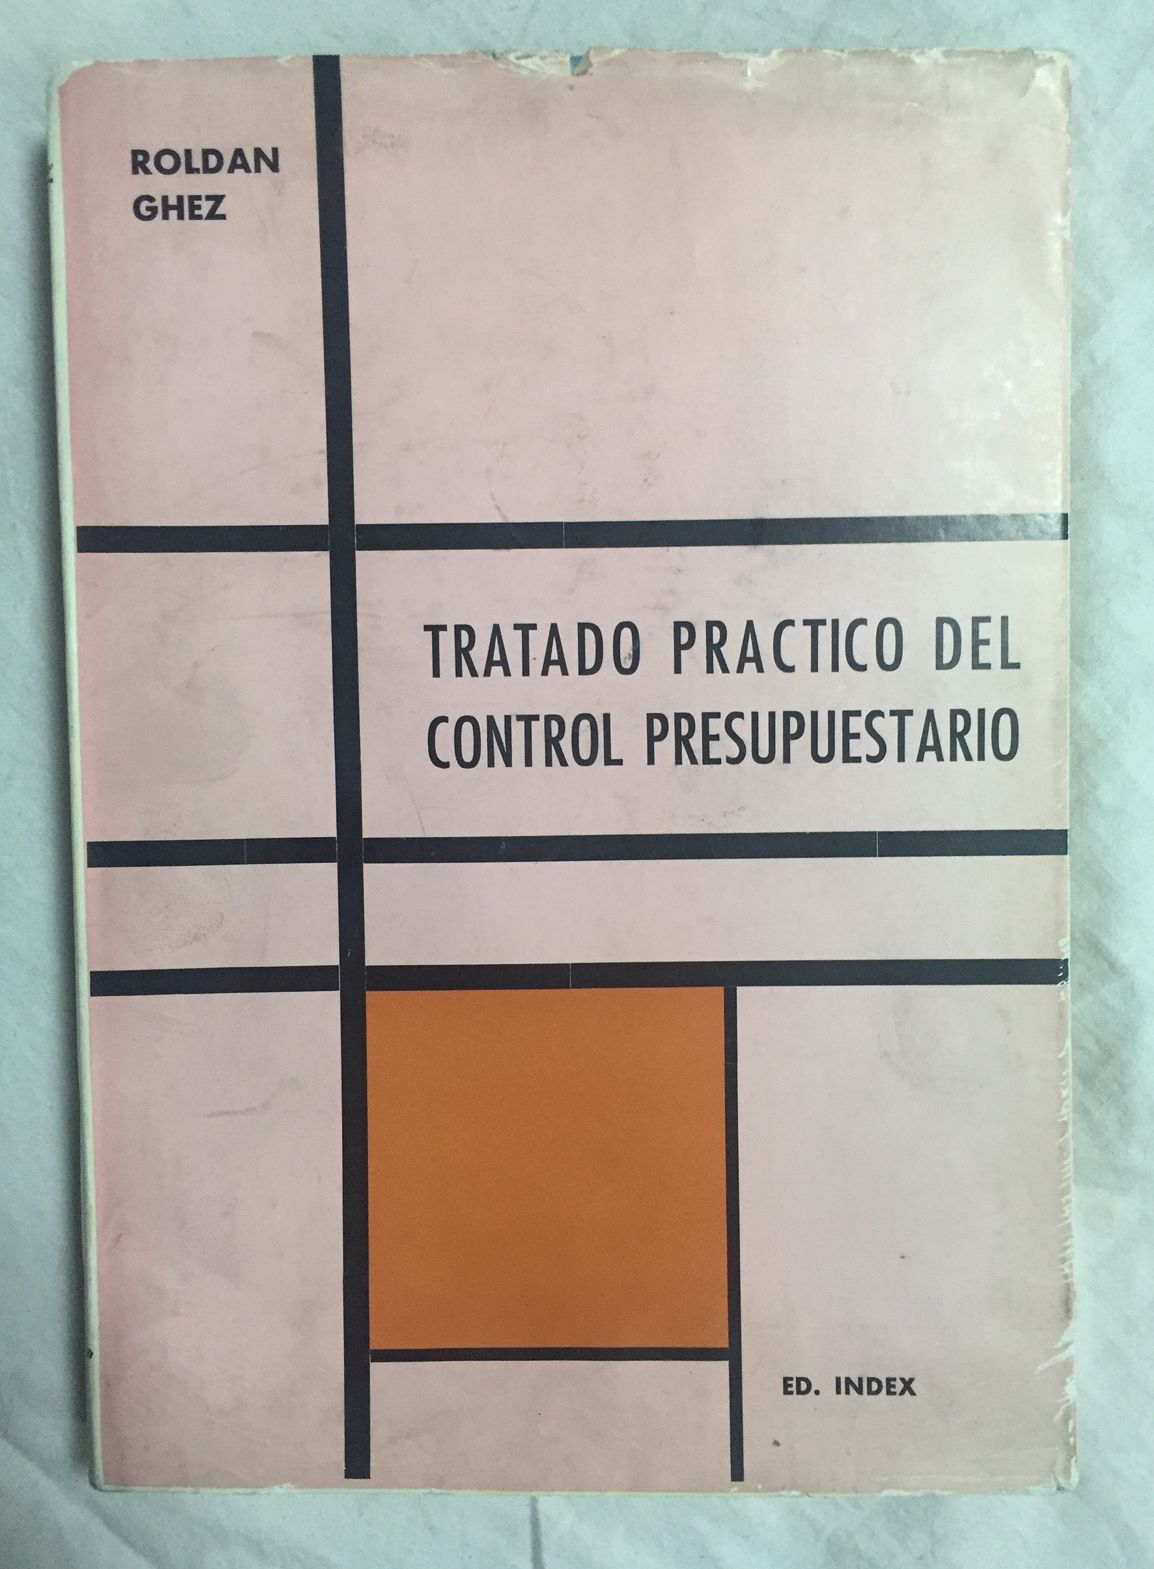 ROLDAN
GHEZ
TRATADO PRACTICO DEL
CONTROL PRESUPUESTARIO
ED. INDEX